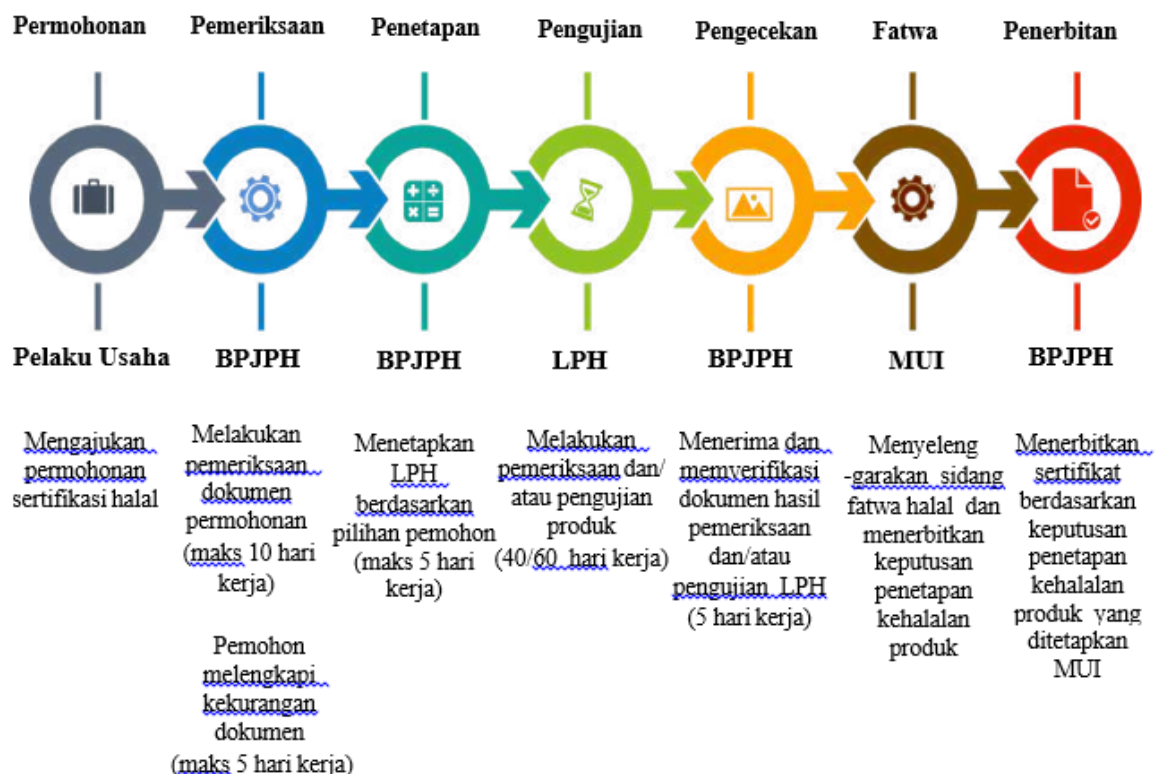 Permohonan
Pemeriksaan
Penetapan
Pengujian
Pengecekan
Fatwa
Penerbitan
Pelaku Usaha
BPJPH
BPJPH
LPH
BPJPH
MUI
BPJPH
Mengajukan
permohonan
sertifikasi halal
Melakukan
pemeriksaan
dokumen
permohonan
(maks 10 hari
kerja)
Pemohon
melengkapi
kekurangan
dokumen
(maks 5 hari kerja)
Menetapkan
LPH
berdasarkan
pilihan pemohon
(maks 5 hari
kerja)
Melakukan
pemeriksaan dan/
atau pengujian
produk
(40/60 hari kerja)
Menerima dan
memverifikasi
dokumen hasil
pemeriksaan
dan/atau
pengujian LPH
(5 hari kerja)
Menyeleng
-garakan sidang
fatwa halal dan
menerbitkan
keputusan
penetapan
kehalalan
produk
Menerbitkan
sertifikat
berdasarkan
keputusan
penetapan
kehalalan
produk yang
ditetapkan
MUI